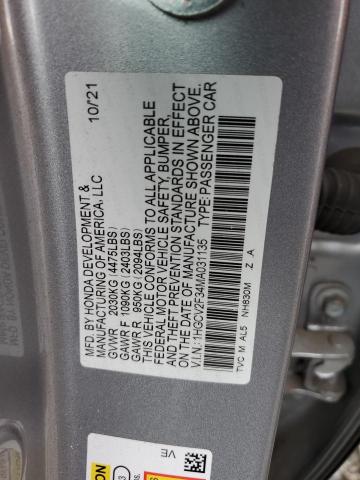 MFD. BY HONDA DEVELOPMENT & 10/21
MANUFACTURING OF AMERICA, LLC
GVWR 2030KG (4475LBS)
GAWR F 1090KG (2403LBS)
GAWR R 950KG (2094LBS)
THIS VEHICLE CONFORMS TO ALL APPLICABLE
FEDERAL MOTOR VEHICLE SAFETY BUMPER,
AND THEFT PREVENTION STANDARDS IN EFFECT
ON THE DATE OF MANUFACTURE SHOWN ABOVE.
V.I.N.: 1RGCV2F34MA031135 TYPE: PASSENGER CAR
TVC M AL5 NH830M Z A
VE